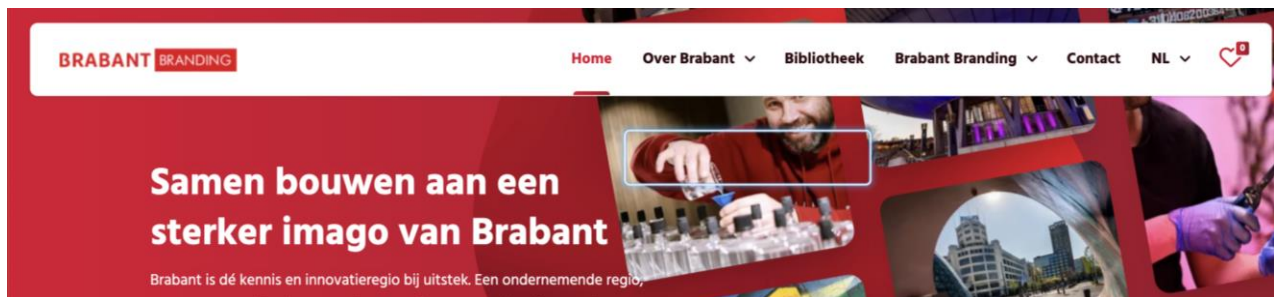 BRABANT BRANDING
Home Over Brabant Bibliotheek Brabant Branding Contact NL 0
Samen bouwen aan een
sterker imago van Brabant
Brabant is dé kennis en innovatieregio bij uitstek. Een ondernemende regio,